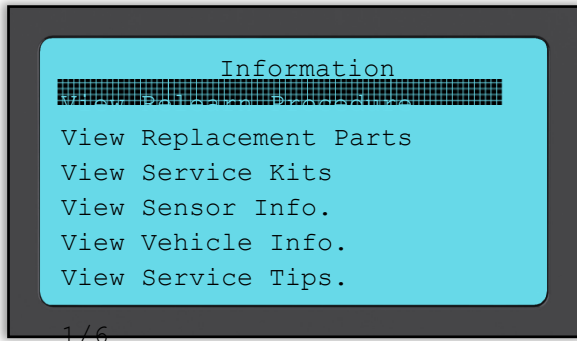 Information
View Relearn Procedure
View Replacement Parts
View Service Kits
View Sensor Info.
View Vehicle Info.
View Service Tips.
1/6